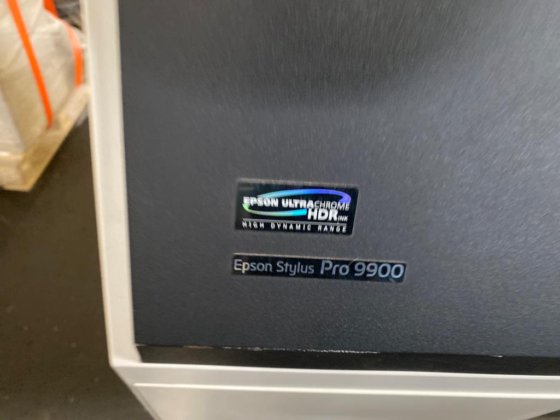 EPSON ULTRACHROME
HDR INK
HIGH DYNAMIC RANGE
Epson Stylus Pro 9900